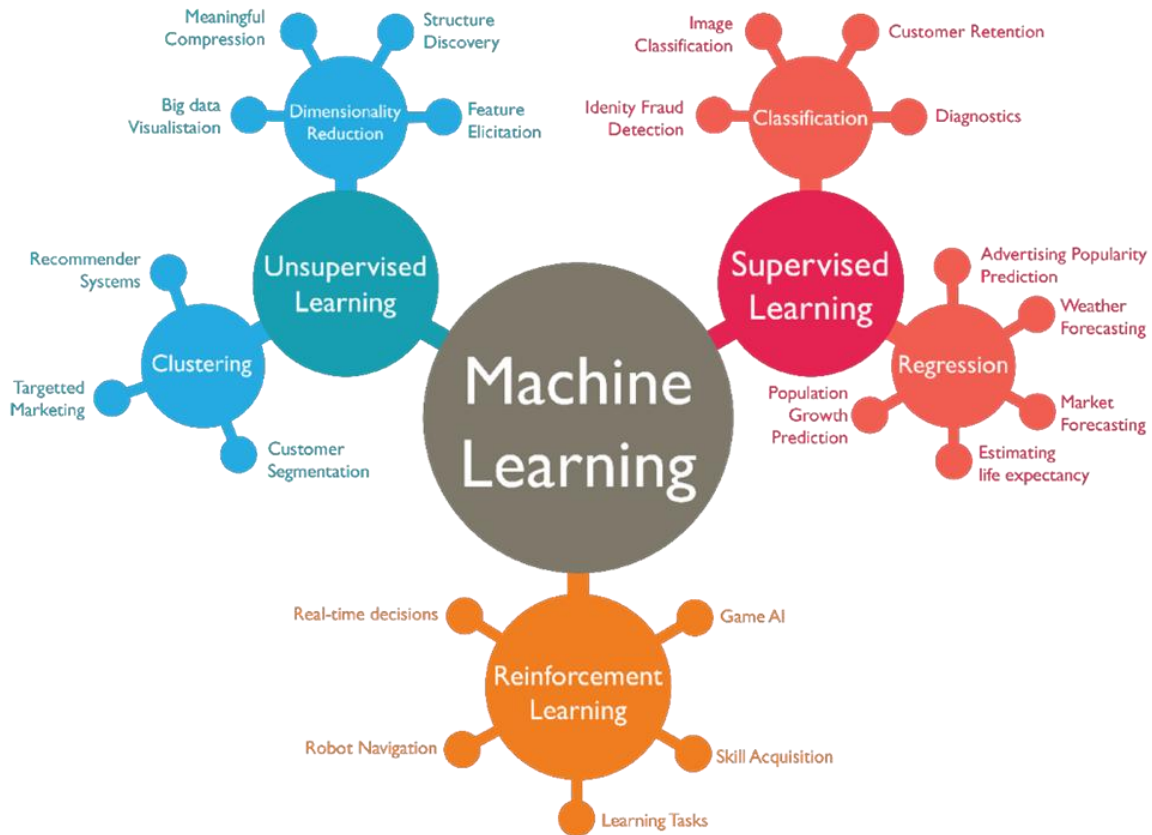 Meaningful
Compression
Structure
Discovery
Big data
Visualistaion
Dimensionality
Reduction
Feature
Elicitation
Image
Classification
Customer Retention
Idenity Fraud
Detection
Classification
Diagnostics
Unsupervised
Learning
Supervised
Learning
Recommender
Systems
Clustering
Targetted
Marketing
Customer
Segmentation
Advertising Popularity
Prediction
Weather
Forecasting
Regression
Population
Growth
Prediction
Market
Forecasting
Estimating
life expectancy
Machine
Learning
Real-time decisions
Game AI
Reinforcement
Learning
Robot Navigation
Skill Acquisition
Learning Tasks